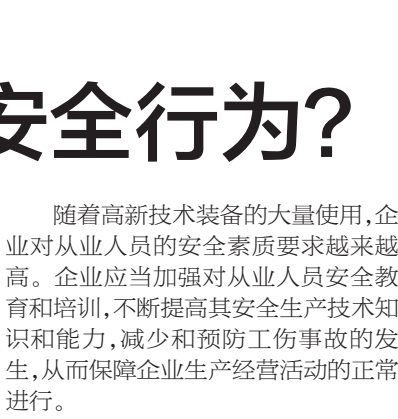 安全行为?
随着高新技术装备的大量使用,企
业对从业人员的安全素质要求越来越
高。企业应当加强对从业人员安全教
育和培训,不断提高其安全生产技术知
识和能力,减少和预防工伤事故的发
生,从而保障企业生产经营活动的正常
进行。